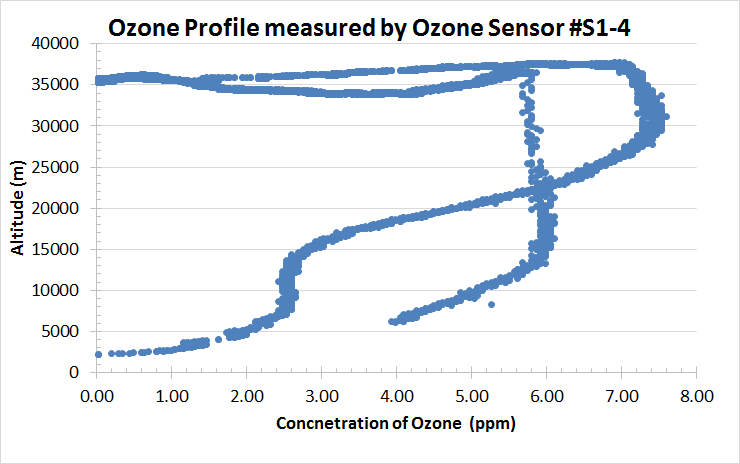 Ozone Profile measured by Ozone Sensor #S1-4
40000
35000
30000
25000
20000
15000
10000
5000
0
Altitude (m)
0.00 1.00 2.00 3.00 4.00 5.00 6.00 7.00 8.00
Concnetration of Ozone (ppm)